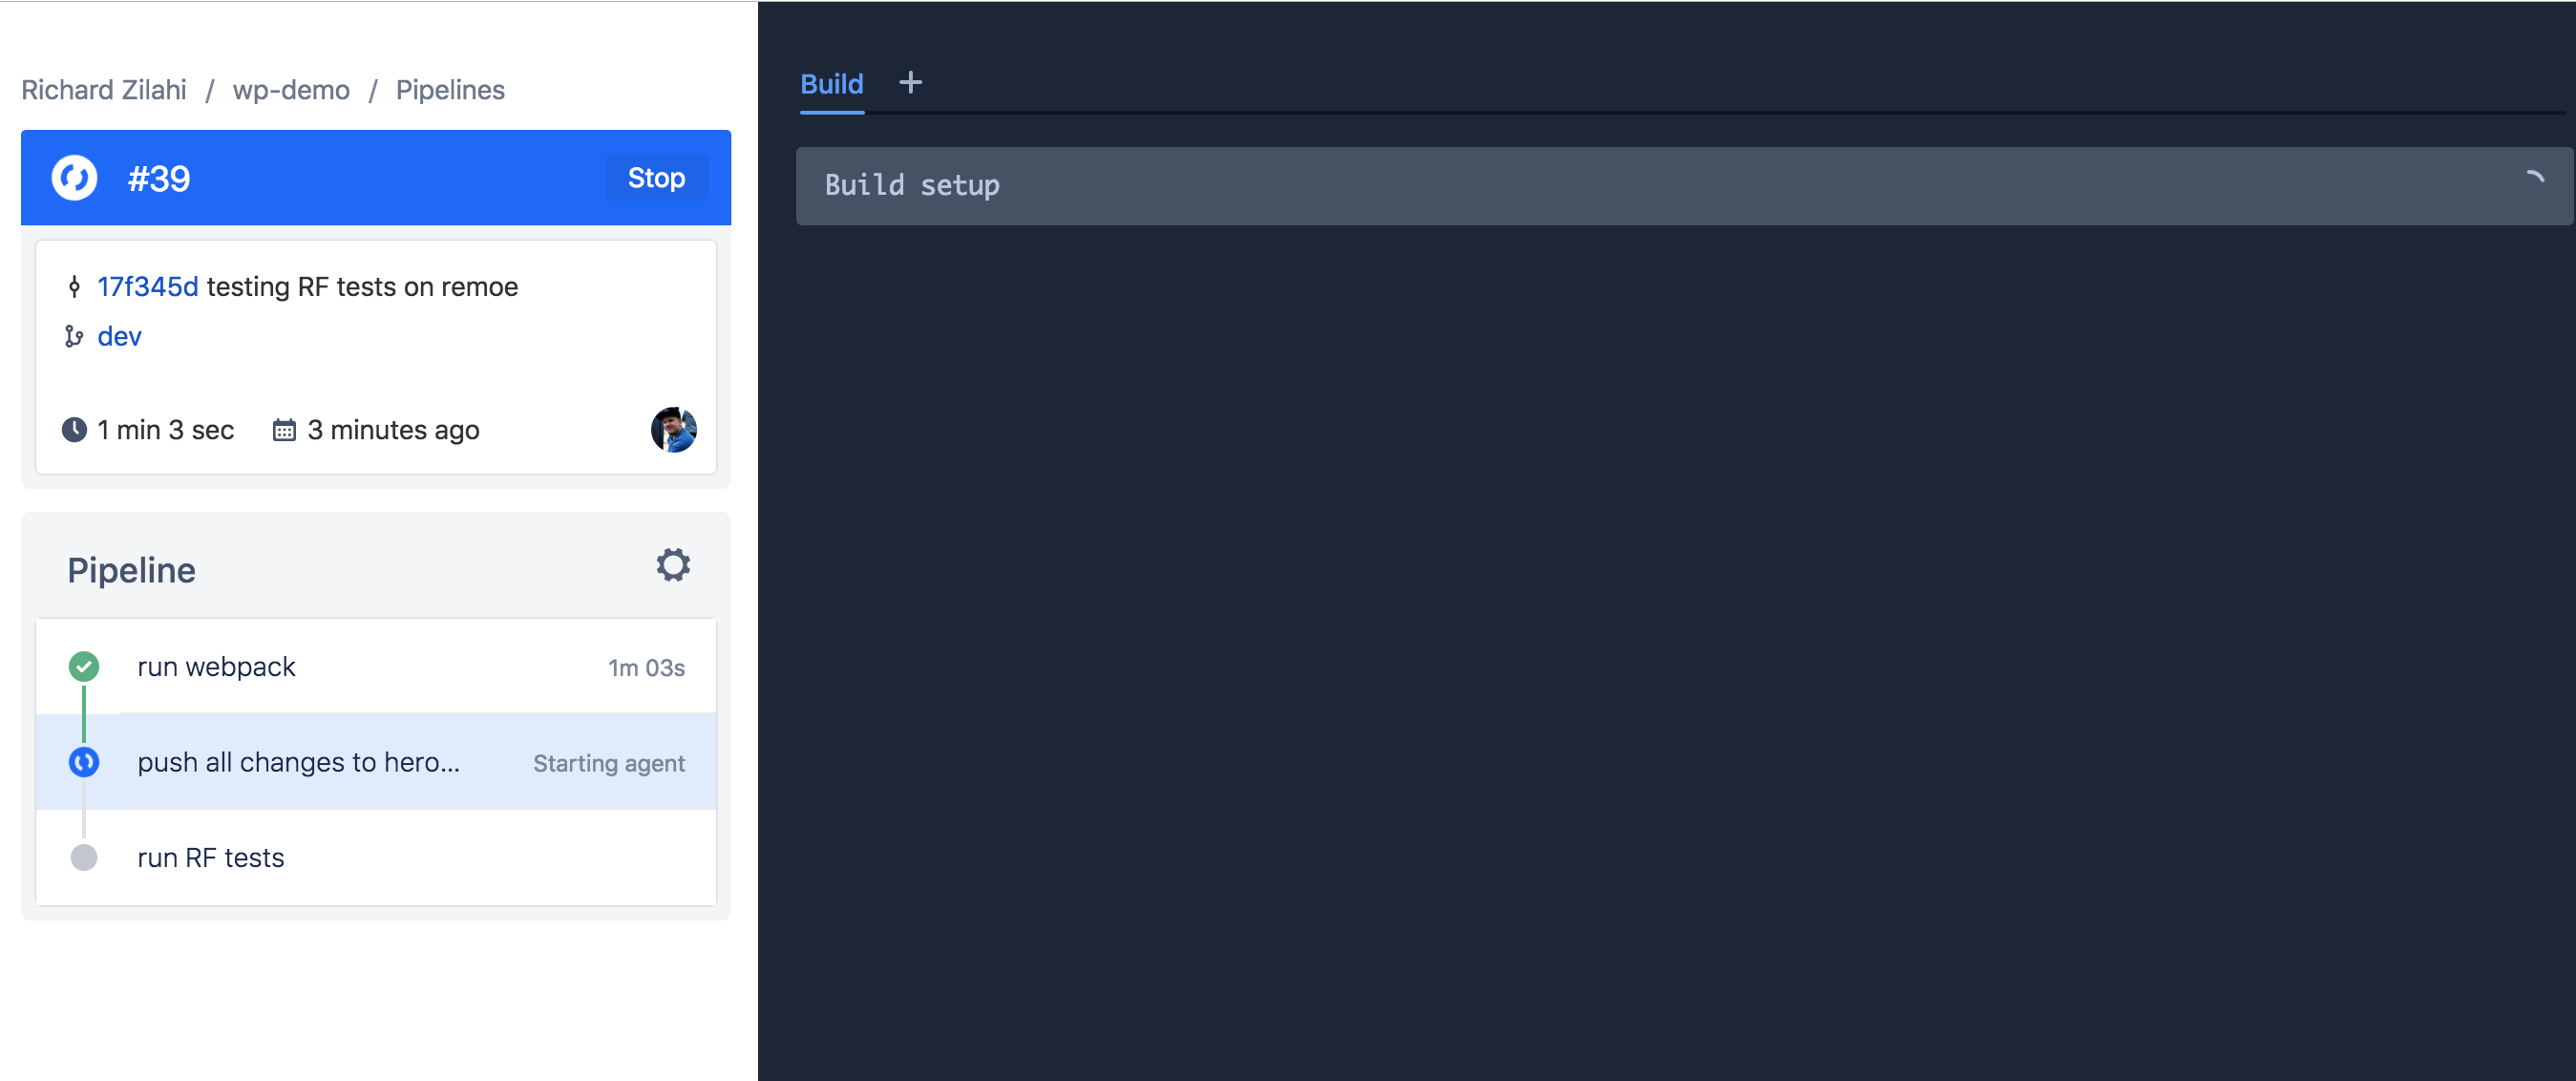 Richard Zilahi / wp-demo / Pipelines
#39
Stop
17f345d testing RF tests on remoe
dev
1 min 3 sec
3 minutes ago
Pipeline
run webpack
1m 03s
push all changes to hero...
Starting agent
run RF tests
Build +
Build setup